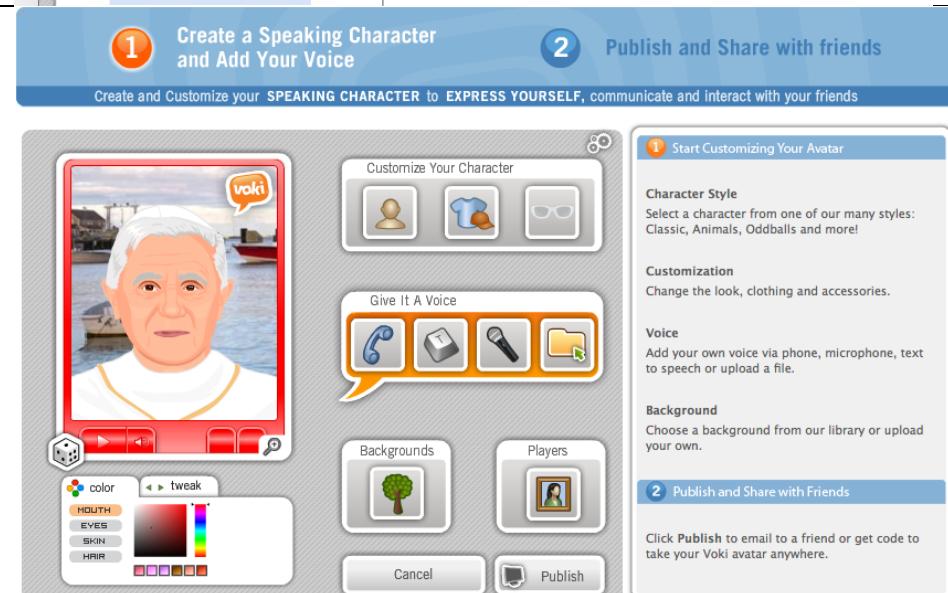 1
Create a Speaking Character
and Add Your Voice
2
Publish and Share with friends
Create and Customize your SPEAKING CHARACTER to EXPRESS YOURSELF, communicate and interact with your friends
voki
Customize Your Character
Give It A Voice
T
Backgrounds
Players
color
tweak
MOUTH
EYES
SKIN
HAIR
Cancel
Publish
1 Start Customizing Your Avatar
Character Style
Select a character from one of our many styles:
Classic, Animals, Oddballs and more!
Customization
Change the look, clothing and accessories.
Voice
Add your own voice via phone, microphone, text
to speech or upload a file.
Background
Choose a background from our library or upload
your own.
2 Publish and Share with Friends
Click Publish to email to a friend or get code to
take your Voki avatar anywhere.